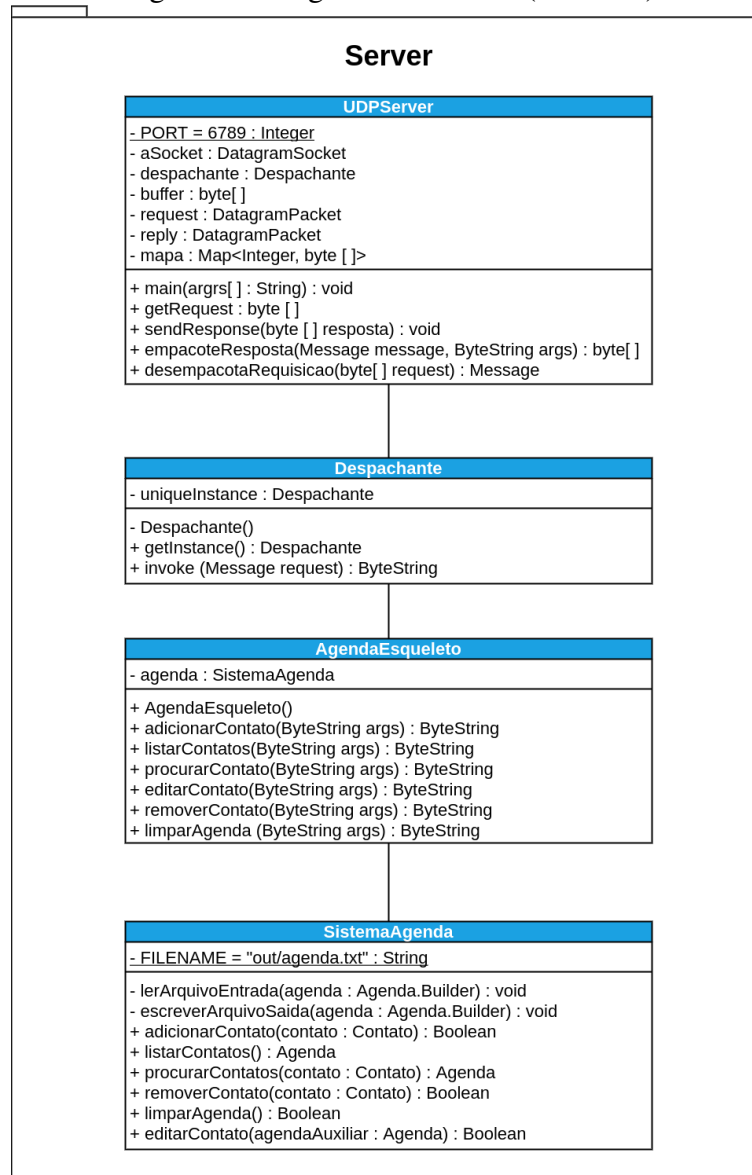 Server
UDPServer
- PORT = 6789 : Integer
- aSocket : DatagramSocket
- despachante : Despachante
- buffer : byte[ ]
- request : DatagramPacket
- reply : DatagramPacket
- mapa : Map<Integer, byte [ ]>
+ main(argrs[ ] : String) : void
+ getRequest : byte [ ]
+ sendResponse(byte [ ] resposta) : void
+ empacoteResposta(Message message, ByteString args) : byte[ ]
+ desempacotaRequisicao(byte[ ] request) : Message
Despachante
- uniqueInstance : Despachante
- Despachante()
+ getInstance() : Despachante
+ invoke (Message request) : ByteString
AgendaEsqueleto
- agenda : SistemaAgenda
+ AgendaEsqueleto()
+ adicionarContato(ByteString args) : ByteString
+ listarContatos(ByteString args) : ByteString
+ procurarContato(ByteString args) : ByteString
+ editarContato(ByteString args) : ByteString
+ removerContato(ByteString args) : ByteString
+ limparAgenda (ByteString args) : ByteString
SistemaAgenda
- FILENAME = "out/agenda.txt" : String
- lerArquivoEntrada(agenda : Agenda.Builder) : void
- escreverArquivoSaida(agenda : Agenda.Builder) : void
+ adicionarContato(contato : Contato) : Boolean
+ listarContatos() : Agenda
+ procurarContatos(contato : Contato) : Agenda
+ removerContato(contato : Contato) : Boolean
+ limparAgenda() : Boolean
+ editarContato(agendaAuxiliar : Agenda) : Boolean